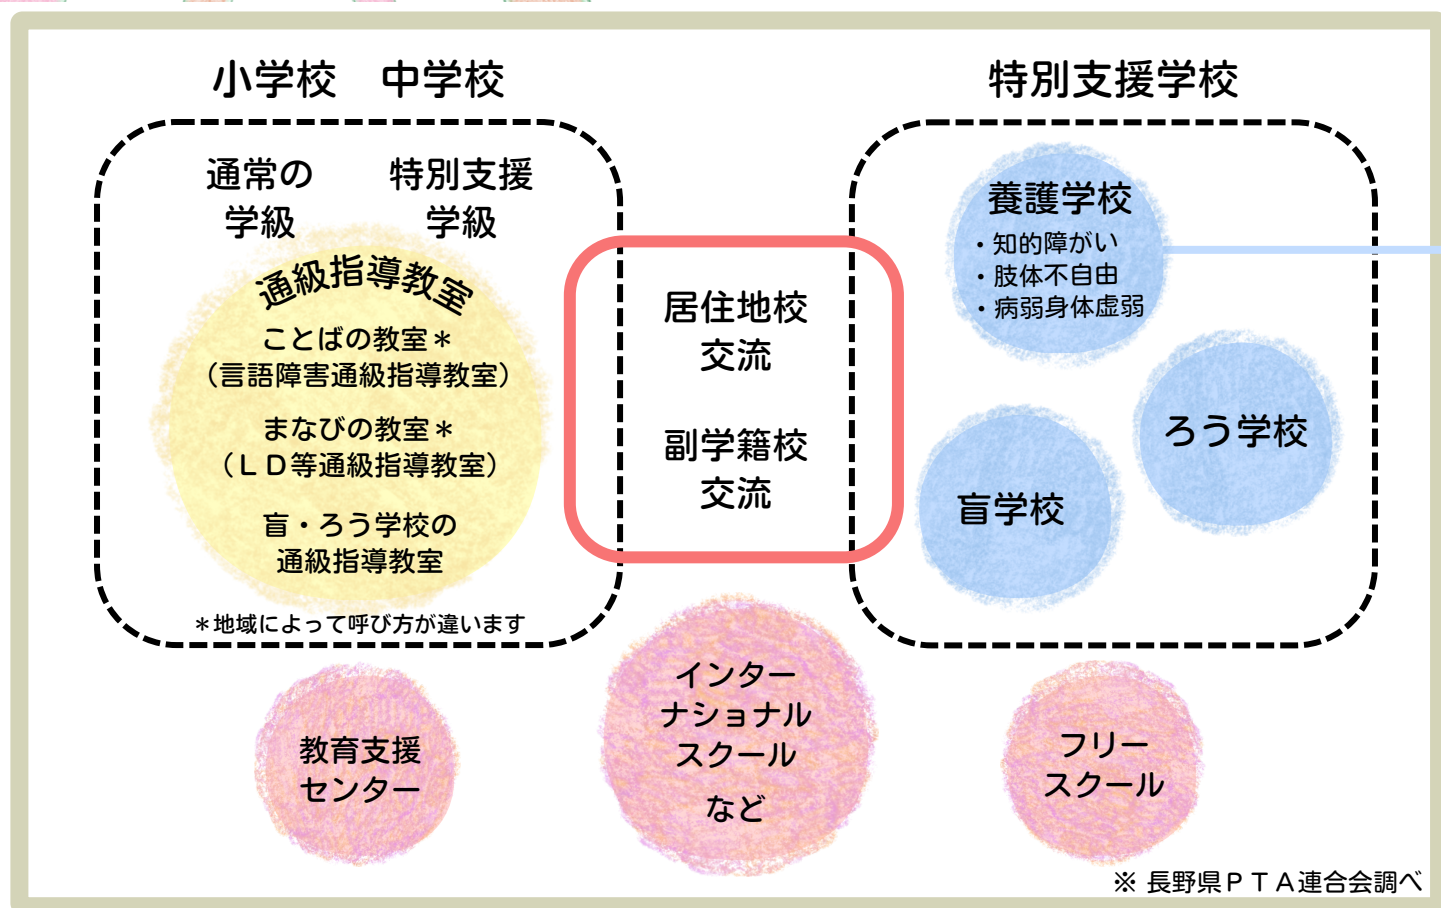 小学校　中学校
通常の
学級
特別支援
学級
通級指導教室
ことばの教室＊
（言語障害通級指導教室）
まなびの教室＊
（ＬＤ等通級指導教室）
盲・ろう学校の
通級指導教室
＊地域によって呼び方が違います
居住地校
交流
副学籍校
交流
特別支援学校
養護学校
・知的障がい
・肢体不自由
・病弱身体虚弱
ろう学校
盲学校
教育支援
センター
インター
ナショナル
スクール
など
フリー
スクール
※ 長野県ＰＴＡ連合会調べ